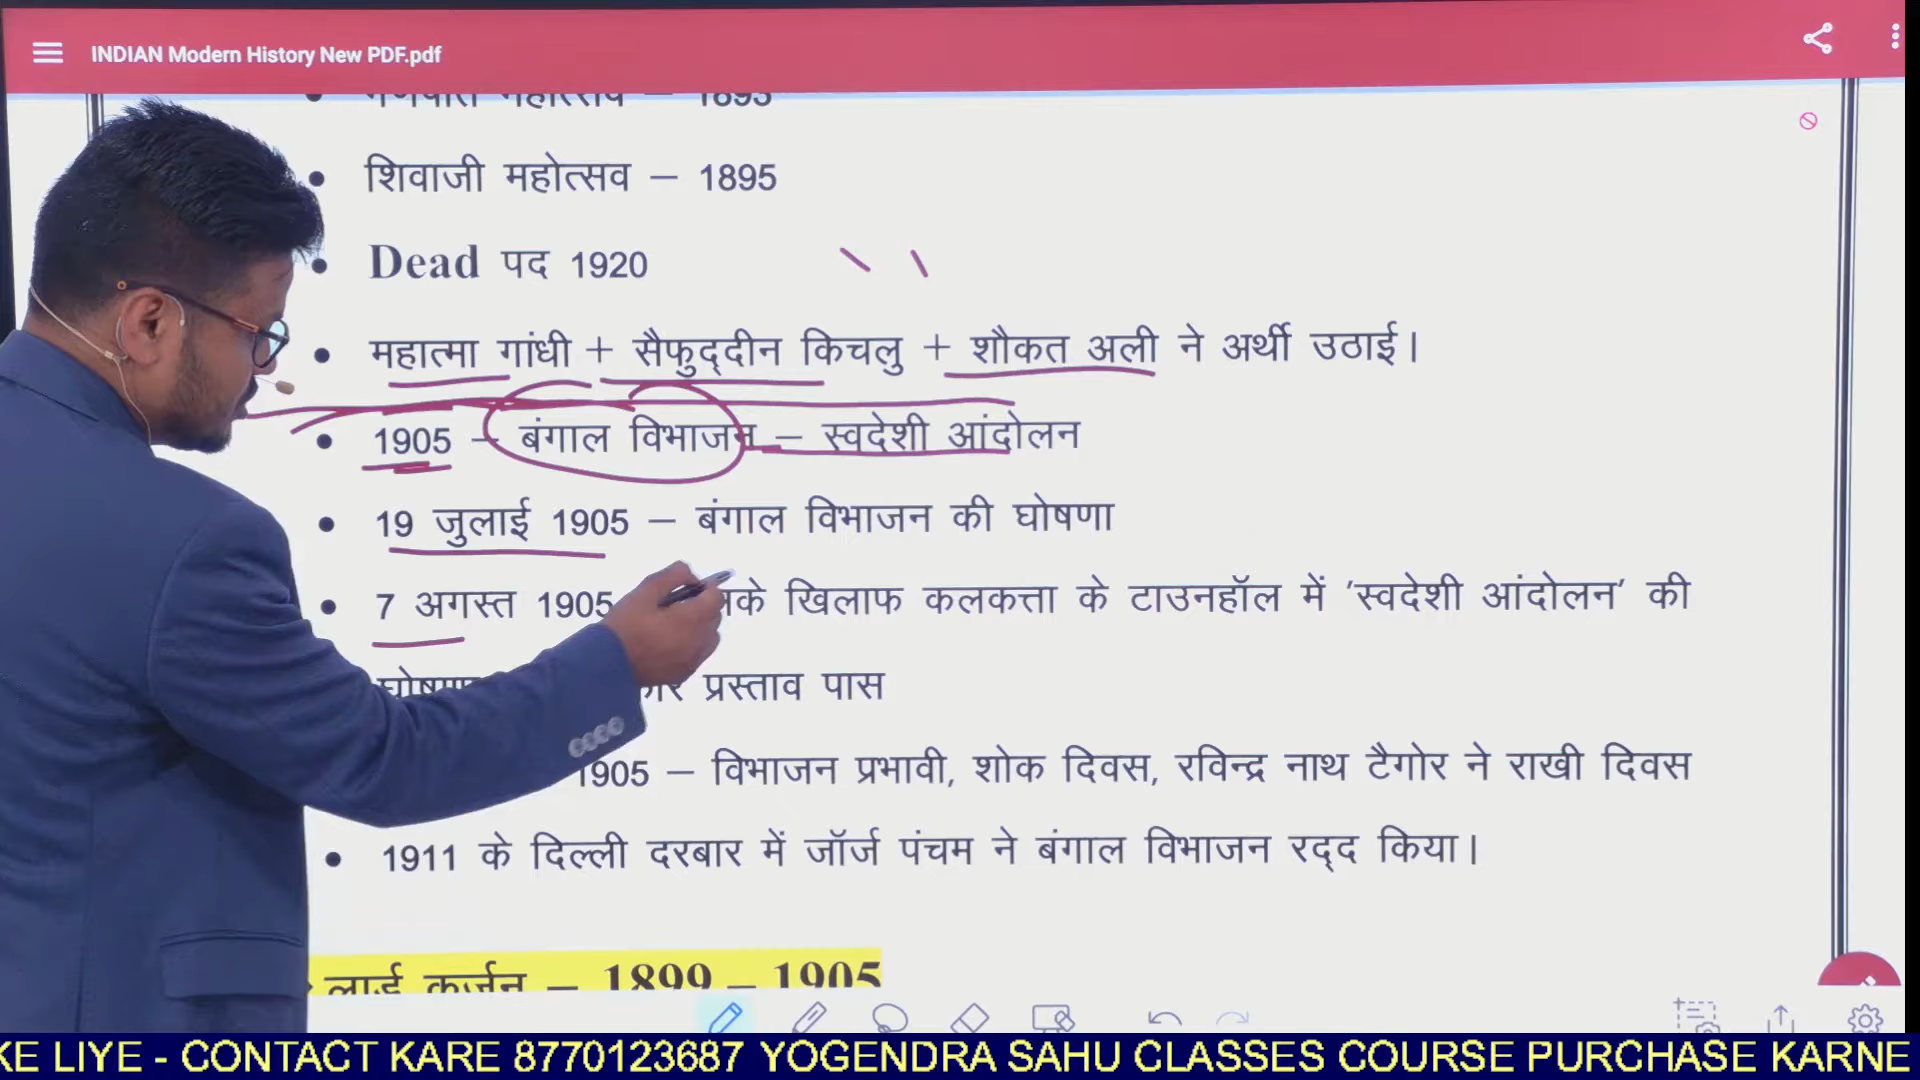 INDIAN Modern History New PDF.pdf
1893
शिवाजी महोत्सव – 1895
Dead पद 1920
महात्मा गांधी + सैफुद्दीन किचलु + शौकत अली ने अर्थी उठाई।
1905 – बंगाल विभाजन – स्वदेशी आंदोलन
19 जुलाई 1905 – बंगाल विभाजन की घोषणा
7 अगस्त 1905 खिलाफ कलकत्ता के टाउनहॉल में 'स्वदेशी आंदोलन' की
प्रस्ताव पास
1905 – विभाजन प्रभावी, शोक दिवस, रविन्द्र नाथ टैगोर ने राखी दिवस
1911 के दिल्ली दरबार में जॉर्ज पंचम ने बंगाल विभाजन रद्द किया।
लार्ड कर्जन – 1899 – 1905
KE LIYE - CONTACT KARE 8770123687 YOGENDRA SAHU CLASSES COURSE PURCHASE KARNE